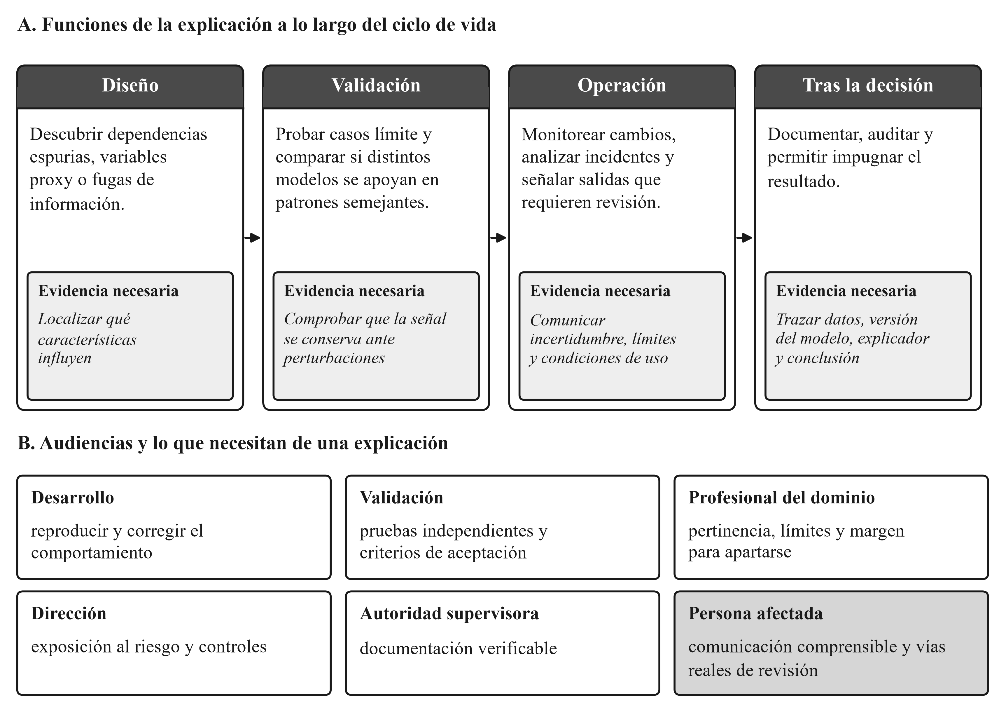 A. Funciones de la explicación a lo largo del ciclo de vida
Diseño
Descubrir dependencias
espurias, variables
proxy o fugas de
información.
Evidencia necesaria
Localizar qué
características
influyen
Validación
Probar casos límite y
comparar si distintos
modelos se apoyan en
patrones semejantes.
Evidencia necesaria
Comprobar que la señal
se conserva ante
perturbaciones
Operación
Monitorear cambios,
analizar incidentes y
señalar salidas que
requieren revisión.
Evidencia necesaria
Comunicar
incertidumbre, límites
y condiciones de uso
Tras la decisión
Documentar, auditar y
permitir impugnar el
resultado.
Evidencia necesaria
Trazar datos, versión
del modelo, explicador
y conclusión
B. Audiencias y lo que necesitan de una explicación
Desarrollo
reproducir y corregir el
comportamiento
Validación
pruebas independientes y
criterios de aceptación
Profesional del dominio
pertinencia, límites y margen
para apartarse
Dirección
exposición al riesgo y controles
Autoridad supervisora
documentación verificable
Persona afectada
comunicación comprensible y vías
reales de revisión